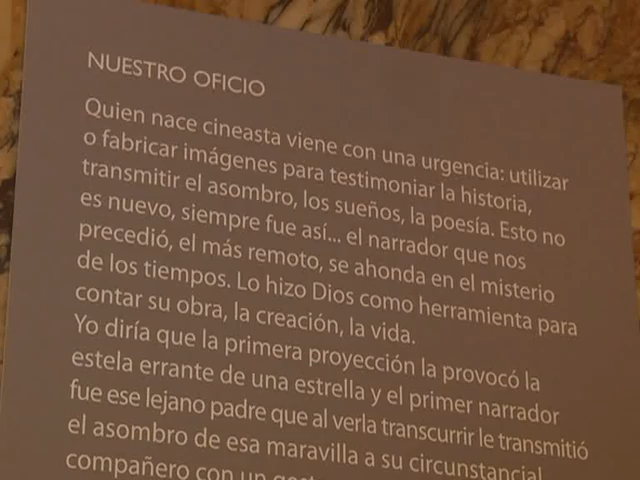 NUESTRO OFICIO
Quien nace cineasta viene con una urgencia: utilizar
o fabricar imágenes para testimoniar la historia,
transmitir el asombro, los sueños, la poesía. Esto no
es nuevo, siempre fue así... el narrador que nos
precedió, el más remoto, se ahonda en el misterio
de los tiempos. Lo hizo Dios como herramienta para
contar su obra, la creación, la vida.
Yo diría que la primera proyección la provocó la
estela errante de una estrella y el primer narrador
fue ese lejano padre que al verla transcurrir le transmitió
el asombro de esa maravilla a su circunstancial
compañero con un